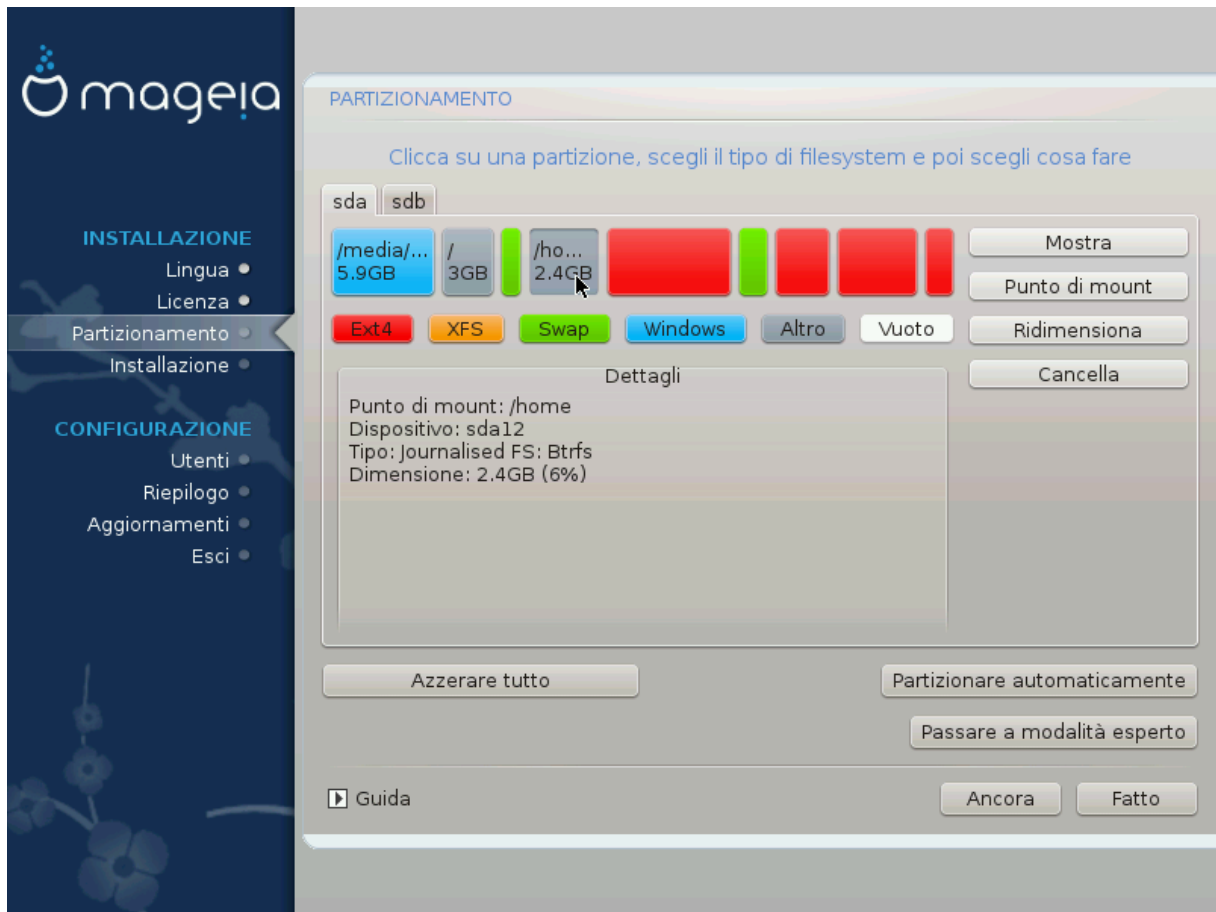 mageia
INSTALLAZIONE
Lingua
Licenza
Partizionamento
Installazione
CONFIGURAZIONE
Utenti
Riepilogo
Aggiornamenti
Esci
PARTIZIONAMENTO
Clicca su una partizione, scegli il tipo di filesystem e poi scegli cosa fare
sda sdb
/media/... / /ho...
5.9GB 3GB 2.4GB
Ext4 XFS Swap Windows Altro Vuoto
Mostra
Punto di mount
Ridimensiona
Cancella
Dettagli
Punto di mount: /home
Dispositivo: sda12
Tipo: Journalised FS: Btrfs
Dimensione: 2.4GB (6%)
Azzerare tutto
Partizionare automaticamente
Passare a modalità esperto
Guida
Ancora
Fatto